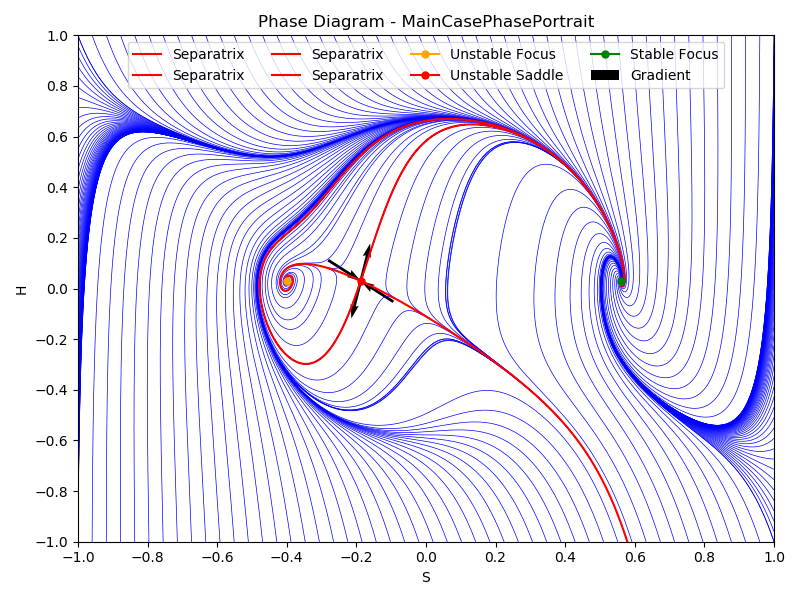 Phase Diagram - MainCasePhasePortrait
Separatrix Separatrix Unstable Focus Stable Focus
Separatrix Separatrix Unstable Saddle Gradient
1.0
0.8
0.6
0.4
0.2
0.0
−0.2
−0.4
−0.6
−0.8
−1.0
H
−1.0 −0.8 −0.6 −0.4 −0.2 0.0 0.2 0.4 0.6 0.8 1.0
S